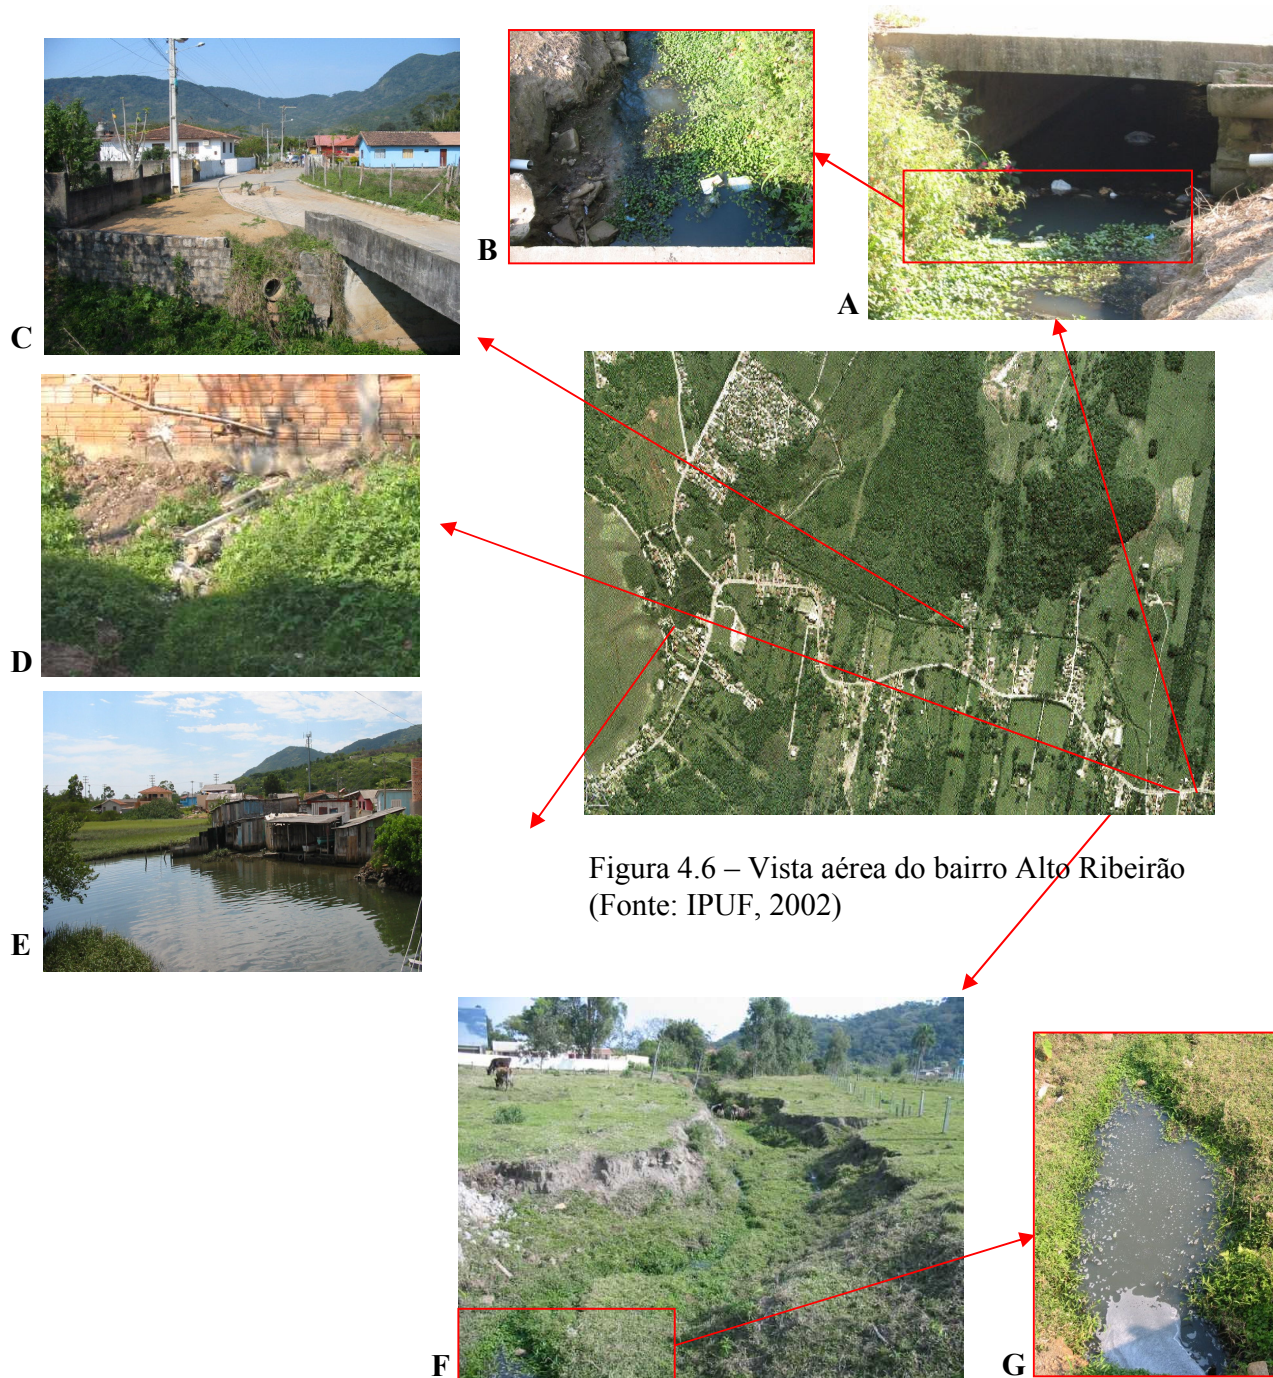 B
A
C
D
E
Figura 4.6 – Vista aérea do bairro Alto Ribeirão
(Fonte: IPUF, 2002)
F
G